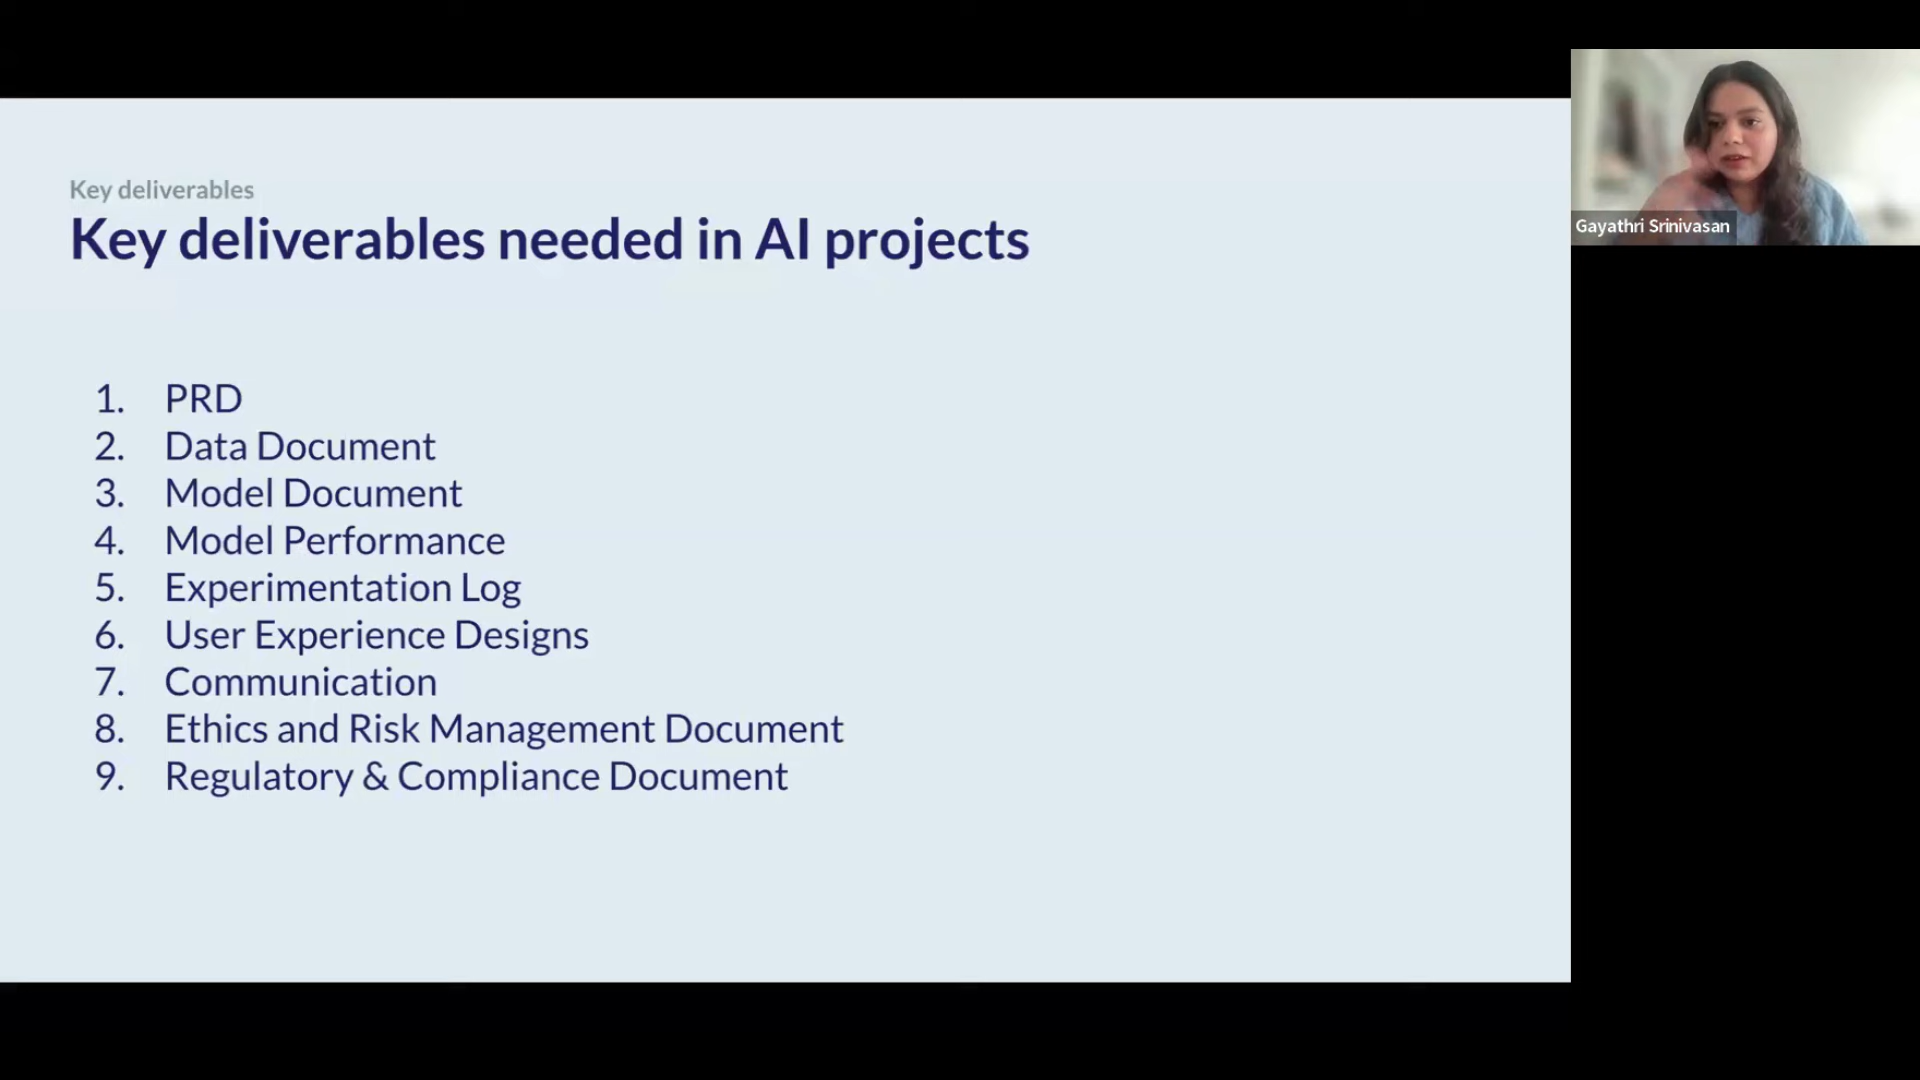 Key deliverables
Key deliverables needed in AI projects
1. PRD
2. Data Document
3. Model Document
4. Model Performance
5. Experimentation Log
6. User Experience Designs
7. Communication
8. Ethics and Risk Management Document
9. Regulatory & Compliance Document
Gayathri Srinivasan